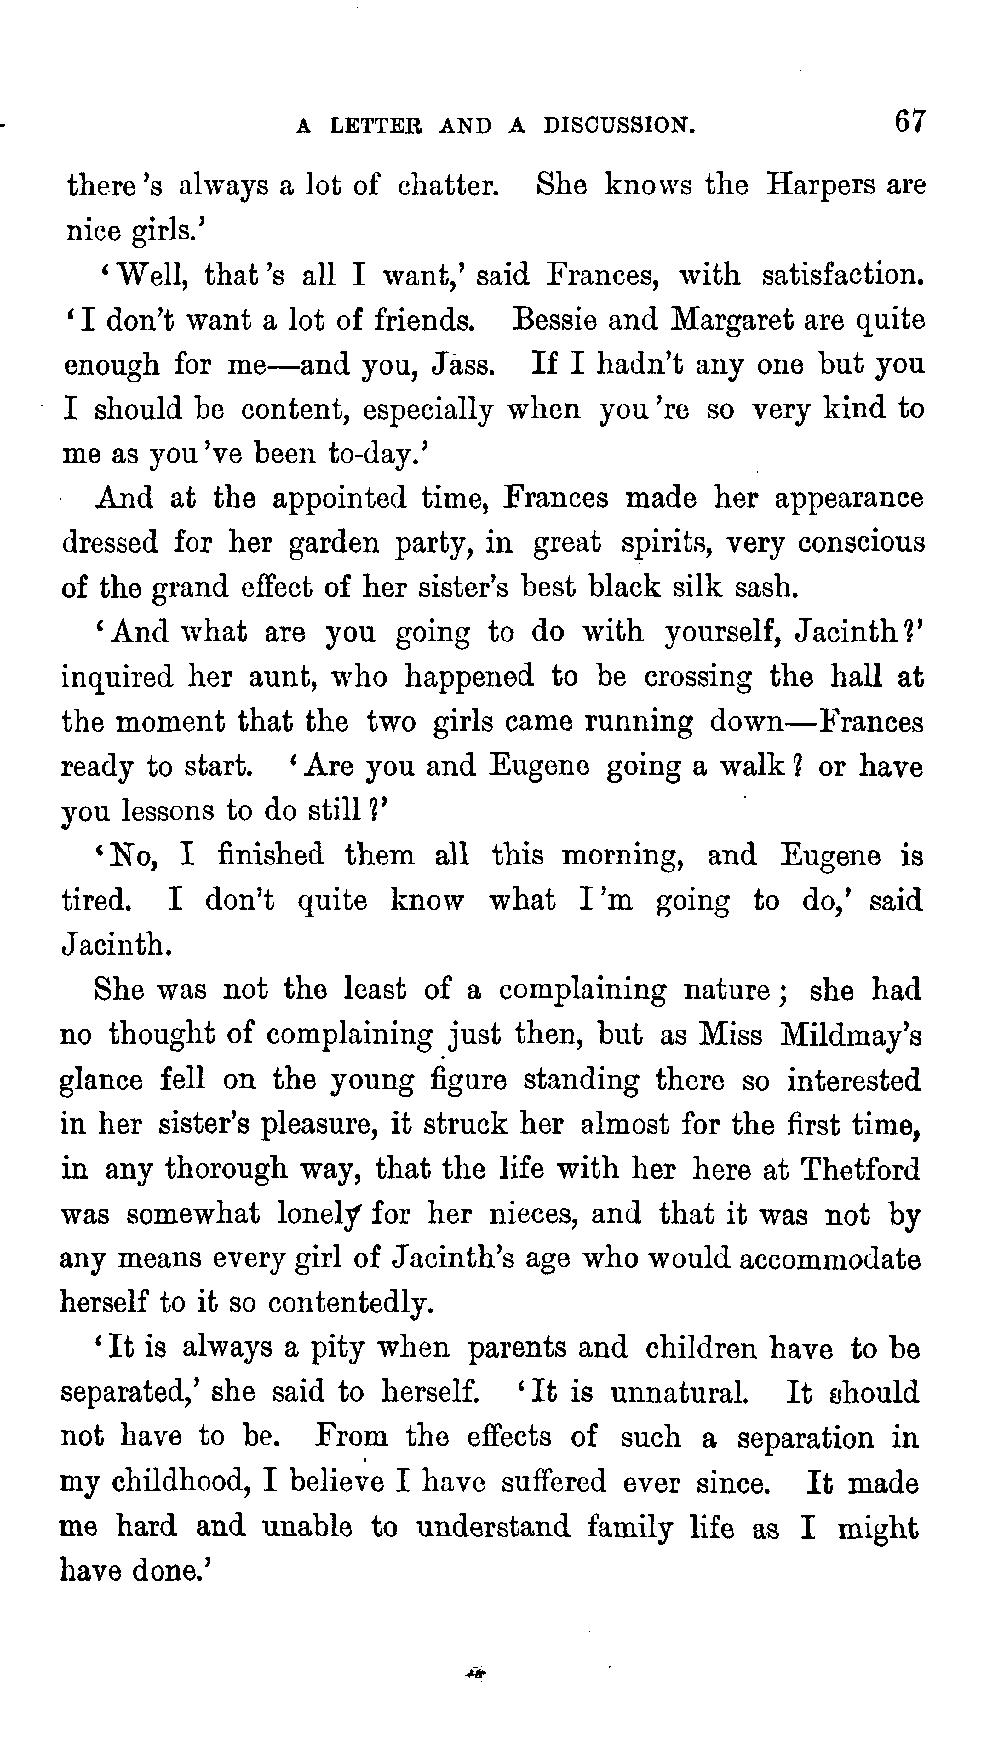 A LETTER AND A DISCUSSION. 67
there 's always a lot of chatter. She knows the Harpers are
nice girls.'
'Well, that 's all I want,' said Frances, with satisfaction.
'I don't want a lot of friends. Bessie and Margaret are quite
enough for me—and you, Jass. If I hadn't any one but you
I should be content, especially when you 're so very kind to
me as you 've been to-day.'
And at the appointed time, Frances made her appearance
dressed for her garden party, in great spirits, very conscious
of the grand effect of her sister's best black silk sash.
'And what are you going to do with yourself, Jacinth?'
inquired her aunt, who happened to be crossing the hall at
the moment that the two girls came running down—Frances
ready to start. 'Are you and Eugene going a walk? or have
you lessons to do still?'
'No, I finished them all this morning, and Eugene is
tired. I don't quite know what I 'm going to do,' said
Jacinth.
She was not the least of a complaining nature; she had
no thought of complaining just then, but as Miss Mildmay's
glance fell on the young figure standing there so interested
in her sister's pleasure, it struck her almost for the first time,
in any thorough way, that the life with her here at Thetford
was somewhat lonely for her nieces, and that it was not by
any means every girl of Jacinth's age who would accommodate
herself to it so contentedly.
'It is always a pity when parents and children have to be
separated,' she said to herself. 'It is unnatural. It should
not have to be. From the effects of such a separation in
my childhood, I believe I have suffered ever since. It made
me hard and unable to understand family life as I might
have done.'